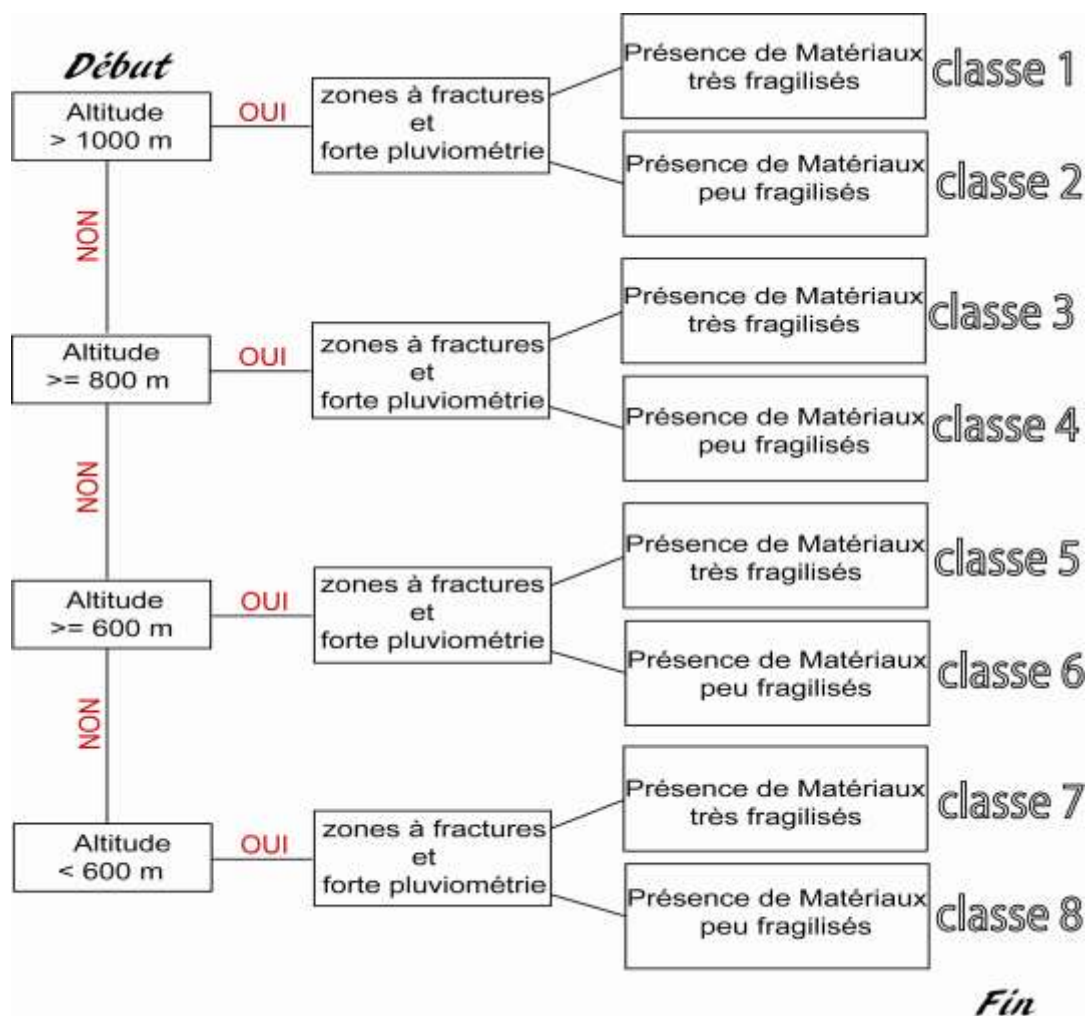 Début
Altitude
> 1000 m
OUI
zones à fractures
et
forte pluviométrie
Présence de Matériaux
très fragilisés
classe 1
Présence de Matériaux
peu fragilisés
classe 2
NON
Altitude
>= 800 m
OUI
zones à fractures
et
forte pluviométrie
Présence de Matériaux
très fragilisés
classe 3
Présence de Matériaux
peu fragilisés
classe 4
NON
Altitude
>= 600 m
OUI
zones à fractures
et
forte pluviométrie
Présence de Matériaux
très fragilisés
classe 5
Présence de Matériaux
peu fragilisés
classe 6
NON
Altitude
< 600 m
OUI
zones à fractures
et
forte pluviométrie
Présence de Matériaux
très fragilisés
classe 7
Présence de Matériaux
peu fragilisés
classe 8
Fin